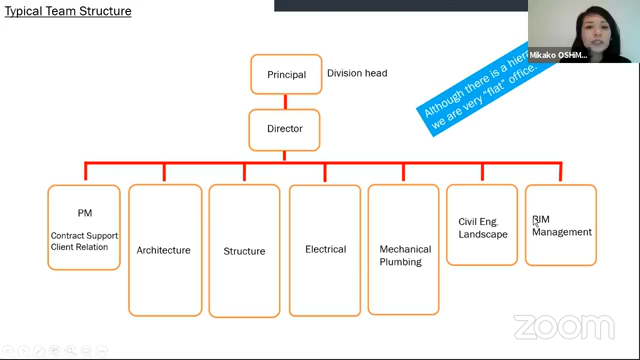 Typical Team Structure
Mikako OSHiM...
Although there is a hier
we are very “flat” office!
Principal
Division head
Director
PM
Contract Support
Client Relation
Architecture
Structure
Electrical
Mechanical
Plumbing
Civil Eng.
Landscape
BIM
Management
zoom